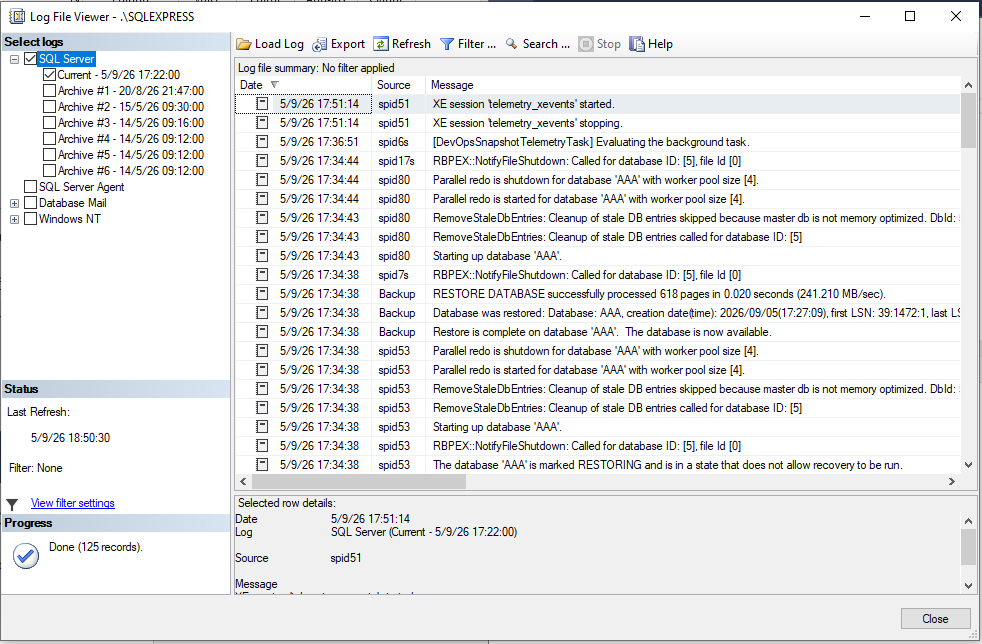 Log File Viewer - .\SQLEXPRESS
Select logs
SQL Server
Current - 5/9/26 17:22:00
Archive #1 - 20/8/26 21:47:00
Archive #2 - 15/5/26 09:30:00
Archive #3 - 14/5/26 09:16:00
Archive #4 - 14/5/26 09:12:00
Archive #5 - 14/5/26 09:12:00
Archive #6 - 14/5/26 09:12:00
SQL Server Agent
Database Mail
Windows NT
Status
Last Refresh:
5/9/26 18:50:30
Filter: None
View filter settings
Progress
Done (125 records).
Load Log Export Refresh Filter ... Search ... Stop Help
Log file summary: No filter applied
Date Source Message
5/9/26 17:51:14 spid51 XE session 'telemetry_xevents' started.
5/9/26 17:51:14 spid51 XE session 'telemetry_xevents' stopping.
5/9/26 17:36:51 spid6s [DevOpsSnapshotTelemetryTask] Evaluating the background task.
5/9/26 17:34:44 spid17s RBPEX::NotifyFileShutdown: Called for database ID: [5], file Id [0]
5/9/26 17:34:44 spid80 Parallel redo is shutdown for database 'AAA' with worker pool size [4].
5/9/26 17:34:44 spid80 Parallel redo is started for database 'AAA' with worker pool size [4].
5/9/26 17:34:43 spid80 RemoveStaleDbEntries: Cleanup of stale DB entries skipped because master db is not memory optimized. DbId:
5/9/26 17:34:43 spid80 RemoveStaleDbEntries: Cleanup of stale DB entries called for database ID: [5]
5/9/26 17:34:43 spid80 Starting up database 'AAA'.
5/9/26 17:34:38 spid7s RBPEX::NotifyFileShutdown: Called for database ID: [5], file Id [0]
5/9/26 17:34:38 Backup RESTORE DATABASE successfully processed 618 pages in 0.020 seconds (241.210 MB/sec).
5/9/26 17:34:38 Backup Database was restored: Database: AAA, creation date(time): 2026/09/05(17:27:09), first LSN: 39:1472:1, last LS
5/9/26 17:34:38 Backup Restore is complete on database 'AAA'.  The database is now available.
5/9/26 17:34:38 spid53 Parallel redo is shutdown for database 'AAA' with worker pool size [4].
5/9/26 17:34:38 spid53 Parallel redo is started for database 'AAA' with worker pool size [4].
5/9/26 17:34:38 spid53 RemoveStaleDbEntries: Cleanup of stale DB entries skipped because master db is not memory optimized. DbId:
5/9/26 17:34:38 spid53 RemoveStaleDbEntries: Cleanup of stale DB entries called for database ID: [5]
5/9/26 17:34:38 spid53 Starting up database 'AAA'.
5/9/26 17:34:38 spid53 RBPEX::NotifyFileShutdown: Called for database ID: [5], file Id [0]
5/9/26 17:34:38 spid53 The database 'AAA' is marked RESTORING and is in a state that does not allow recovery to be run.
Selected row details:
Date 5/9/26 17:51:14
Log SQL Server (Current - 5/9/26 17:22:00)
Source spid51
Message
Close